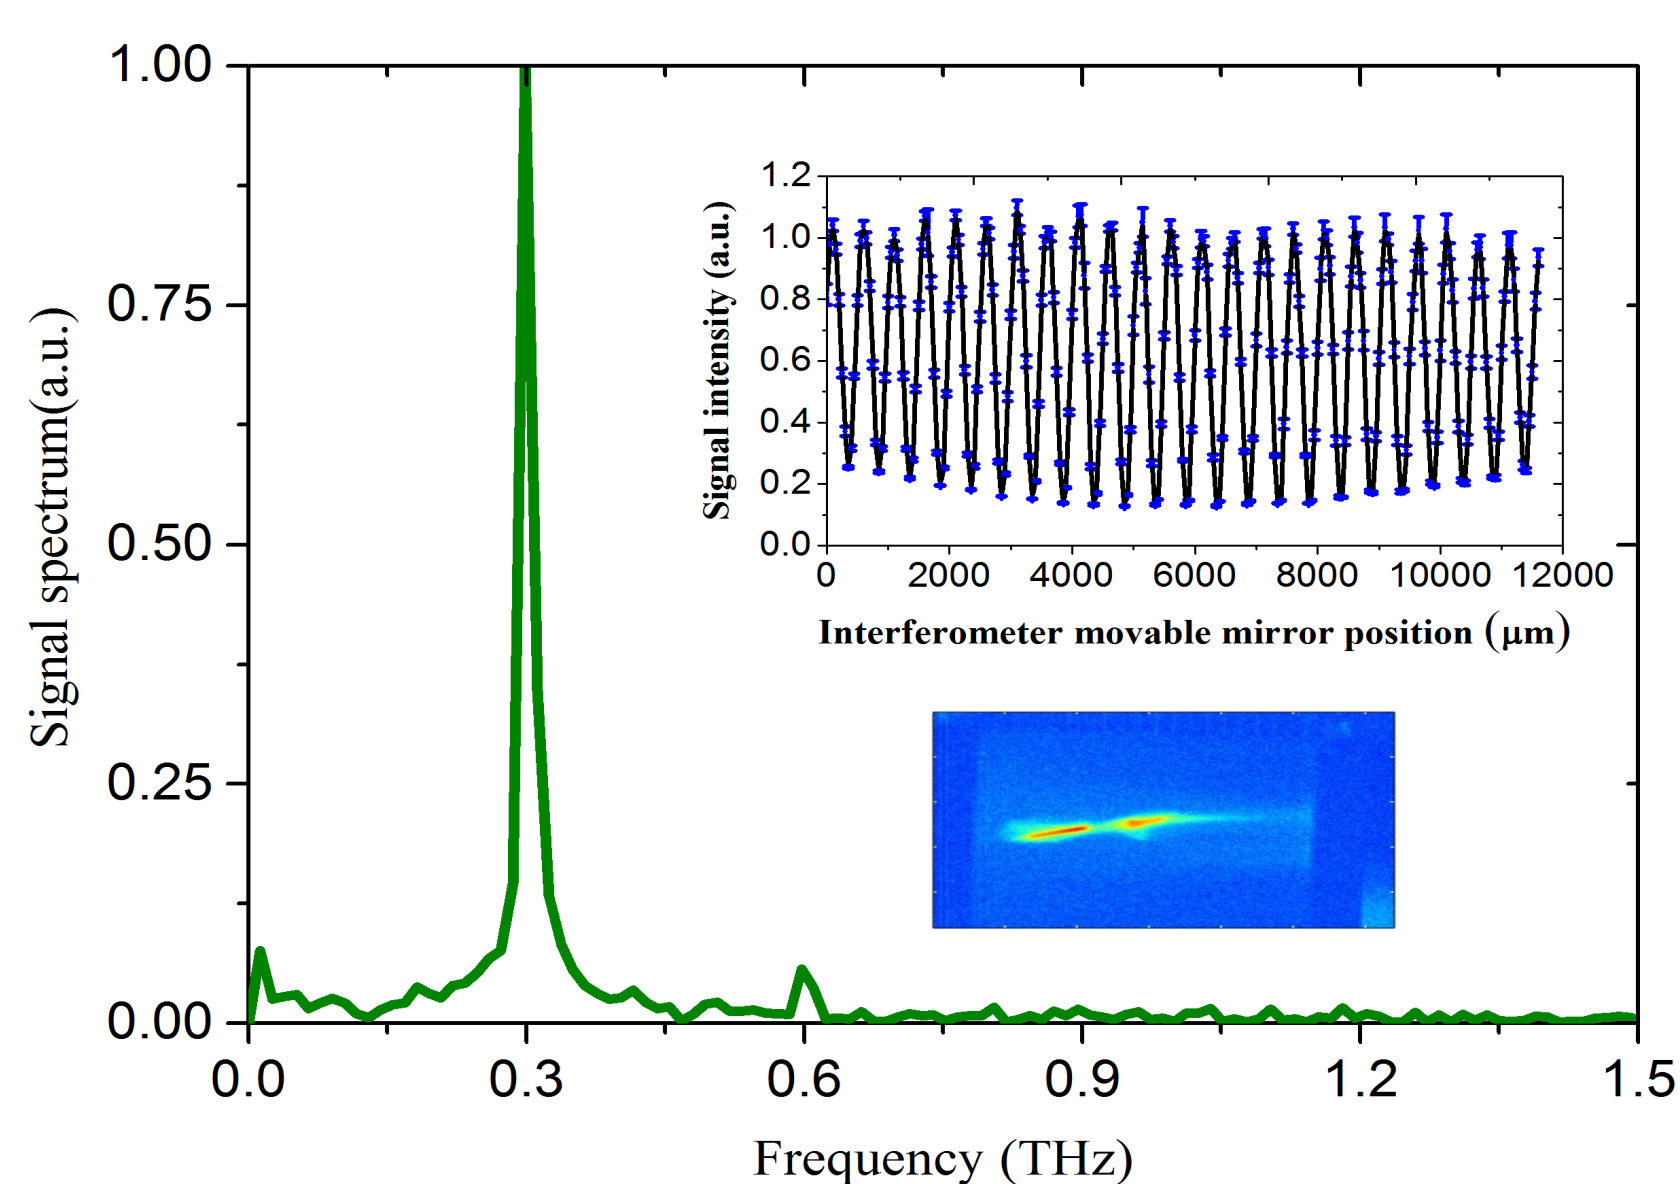 1.00
0.75
0.50
0.25
0.00
Signal spectrum(a.u.)
0.0 0.3 0.6 0.9 1.2 1.5
Frequency (THz)
1.2
1.0
0.8
0.6
0.4
0.2
0.0
Signal intensity (a.u.)
0 2000 4000 6000 8000 10000 12000
Interferometer movable mirror position (μm)